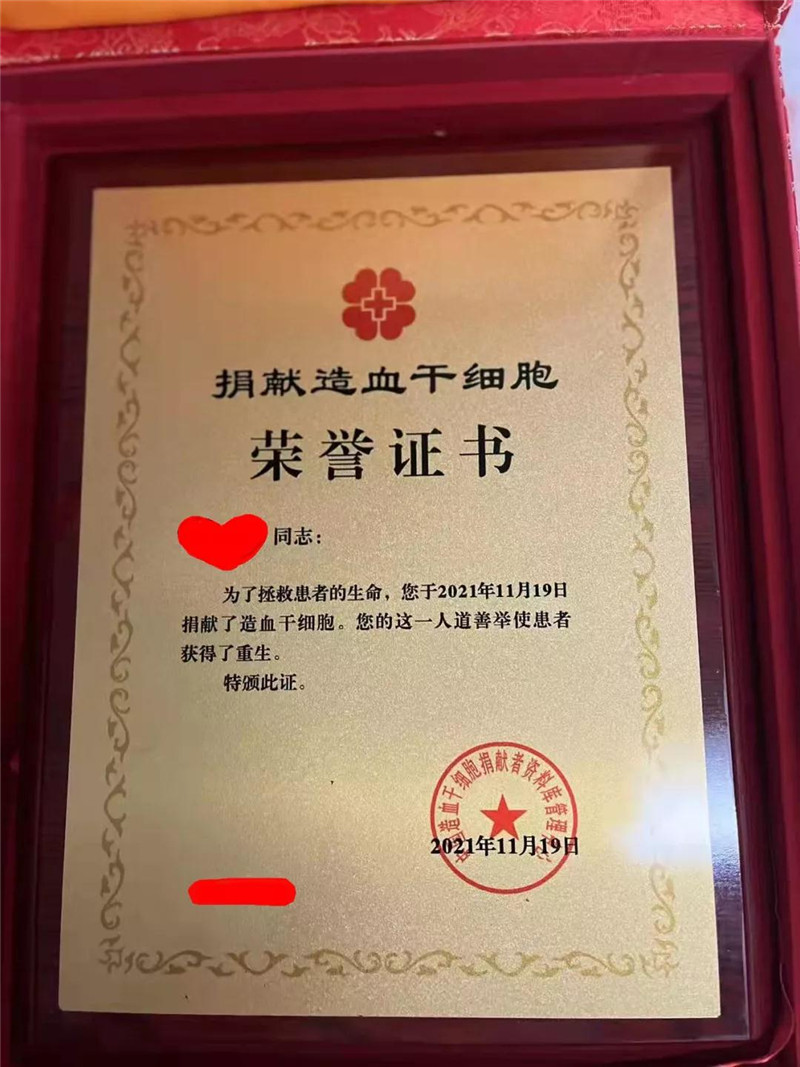 捐献造血干细胞
荣誉证书
同志：
为了拯救患者的生命，您于2021年11月19日
捐献了造血干细胞。您的这一人道善举使患者
获得了重生。
特颁此证。
中国造血干细胞捐献者资料库管理中心
2021年11月19日